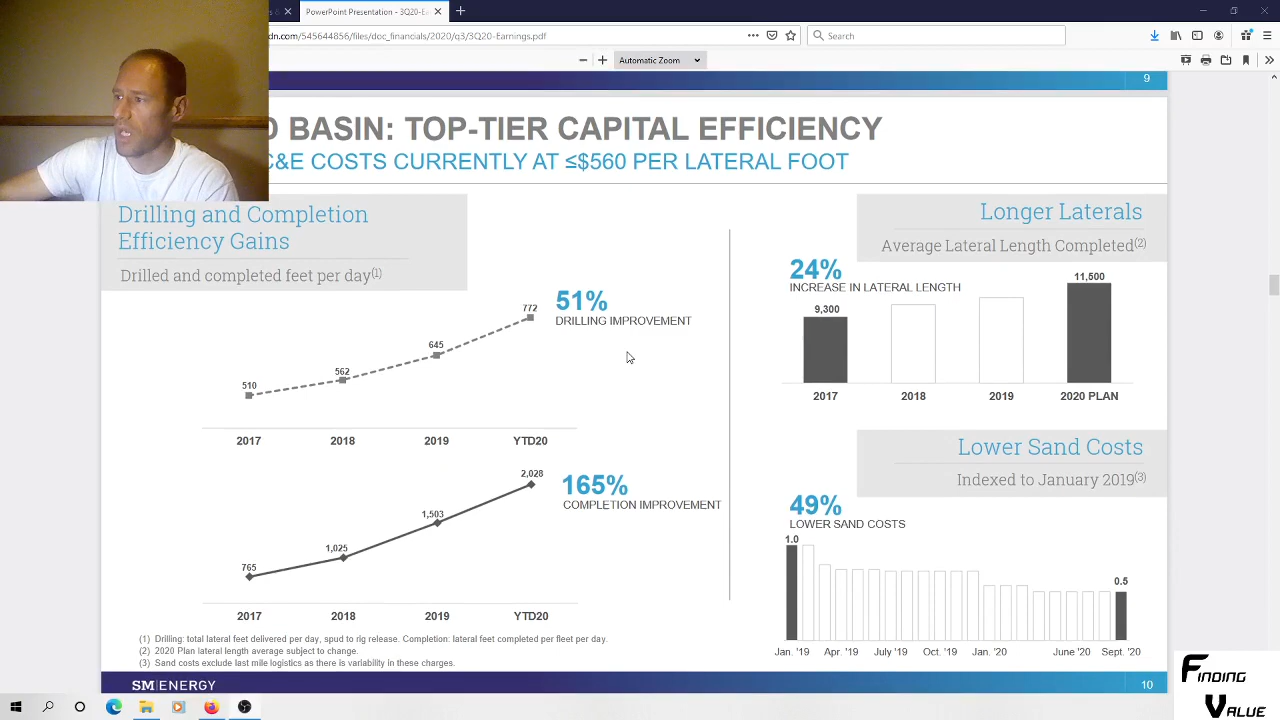 PowerPoint Presentation - 3Q20-E
dn.com/545644856/files/doc_financials/2020/q3/3Q20-Earnings.pdf
Search
Automatic Zoom
9
D BASIN: TOP-TIER CAPITAL EFFICIENCY
C&E COSTS CURRENTLY AT ≤$560 PER LATERAL FOOT
Drilling and Completion
Efficiency Gains
Drilled and completed feet per day(1)
51%
DRILLING IMPROVEMENT
772
645
562
510
2017 2018 2019 YTD20
165%
COMPLETION IMPROVEMENT
2,028
1,503
1,025
765
2017 2018 2019 YTD20
Longer Laterals
Average Lateral Length Completed(2)
24%
INCREASE IN LATERAL LENGTH
11,500
9,300
2017 2018 2019 2020 PLAN
Lower Sand Costs
Indexed to January 2019(3)
49%
LOWER SAND COSTS
1.0
0.5
Jan. '19 Apr. '19 July '19 Oct. '19 Jan. '20 June '20 Sept. '20
(1) Drilling: total lateral feet delivered per day, spud to rig release. Completion: lateral feet completed per fleet per day.
(2) 2020 Plan lateral length average subject to change.
(3) Sand costs exclude last mile logistics as there is variability in these charges.
SM|ENERGY
10
FINDING
VALUE